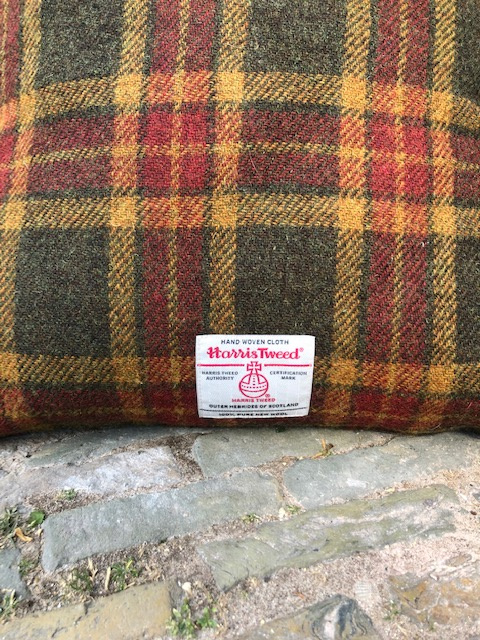 HAND WOVEN CLOTH
Harris Tweed®
HARRIS TWEED CERTIFICATION
AUTHORITY MARK
HARRIS TWEED
OUTER HEBRIDES OF SCOTLAND
100% PURE NEW WOOL